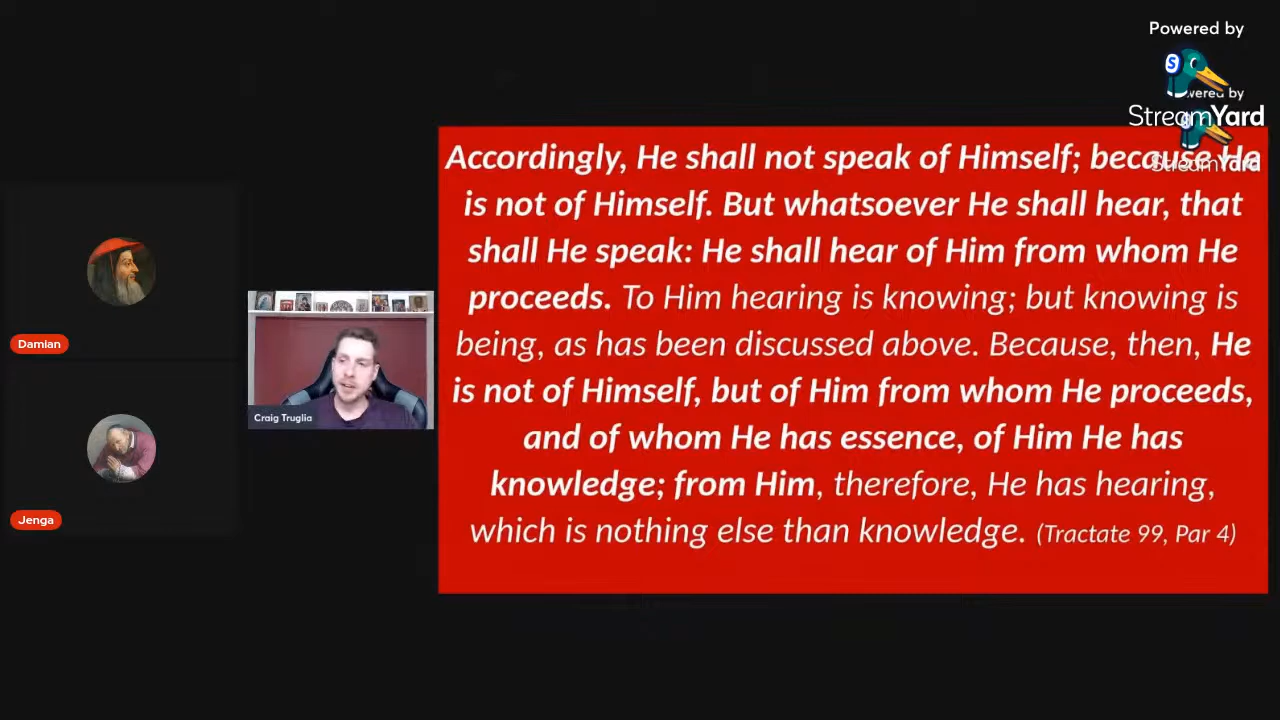 Powered by
StreamYard
Powered by
StreamYard
Accordingly, He shall not speak of Himself; because He
is not of Himself. But whatsoever He shall hear, that
shall He speak: He shall hear of Him from whom He
proceeds. To Him hearing is knowing; but knowing is
being, as has been discussed above. Because, then, He
is not of Himself, but of Him from whom He proceeds,
and of whom He has essence, of Him He has
knowledge; from Him, therefore, He has hearing,
which is nothing else than knowledge. (Tractate 99, Par 4)
Damian
Craig Truglia
Jenga